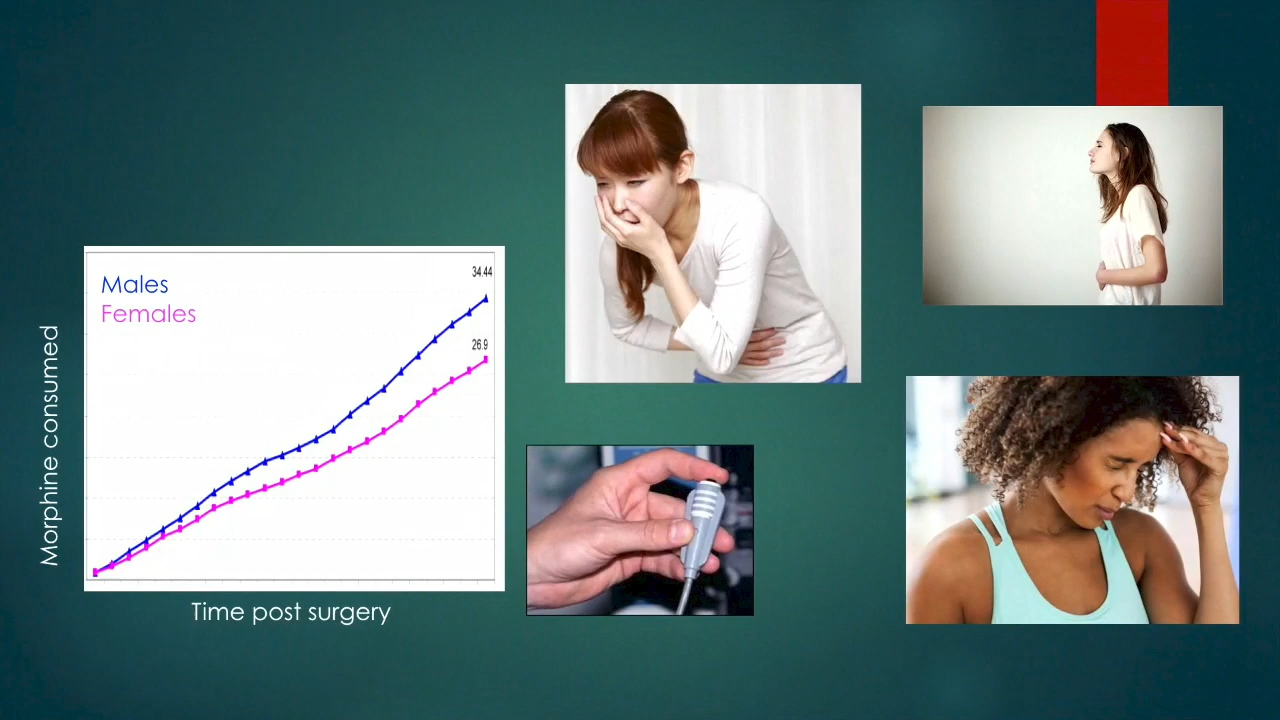 Males
Females
34.44
26.9
Morphine consumed
Time post surgery